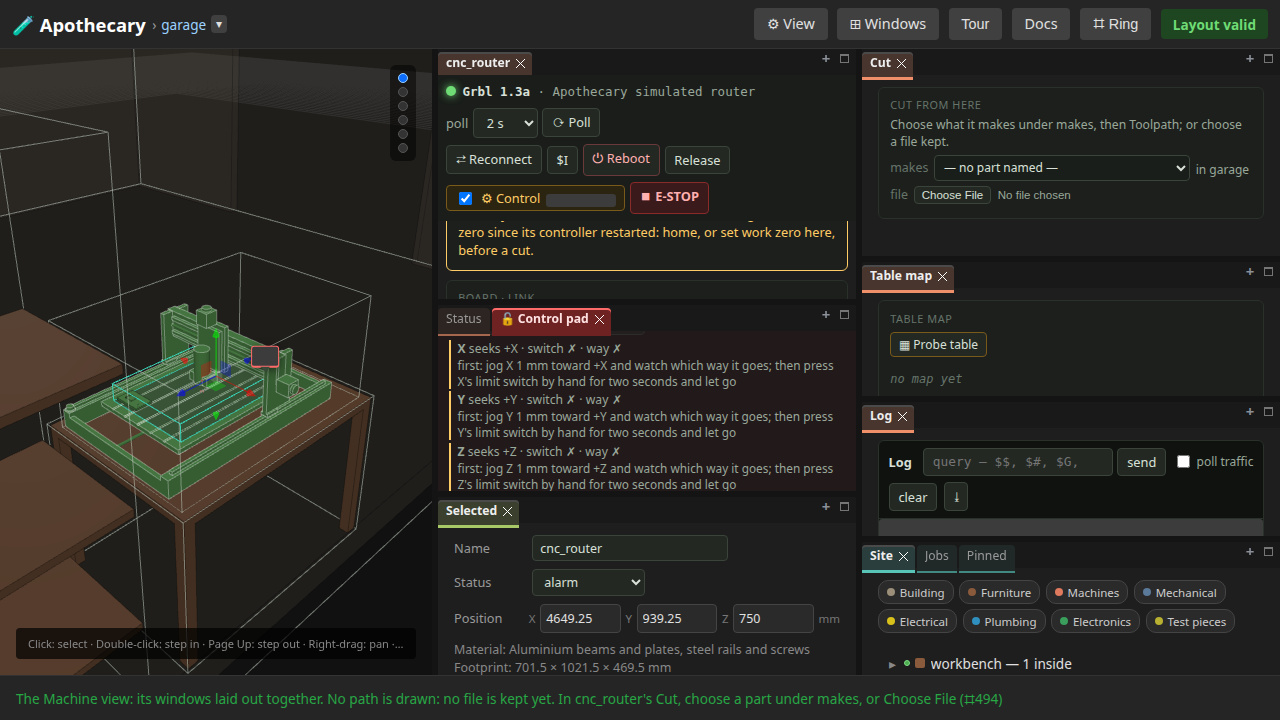 🧪 Apothecary › garage ▾
⚙ View
⊞ Windows
Tour
Docs
⌗ Ring
Layout valid
cnc_router
Grbl 1.3a · Apothecary simulated router
poll 2 s ⟳ Poll
⇄ Reconnect $I ⏻ Reboot Release
⚙ Control ■ E-STOP
zero since its controller restarted: home, or set work zero here,
before a cut.
BOARD · LINK
Status 🔓 Control pad
X seeks +X · switch ✗ · way ✗
first: jog X 1 mm toward +X and watch which way it goes; then press
X's limit switch by hand for two seconds and let go
Y seeks +Y · switch ✗ · way ✗
first: jog Y 1 mm toward +Y and watch which way it goes; then press
Y's limit switch by hand for two seconds and let go
Z seeks +Z · switch ✗ · way ✗
first: jog Z 1 mm toward +Z and watch which way it goes; then press
Z's limit switch by hand for two seconds and let go
Selected
Name cnc_router
Status alarm
Position X 4649.25 Y 939.25 Z 750 mm
Material: Aluminium beams and plates, steel rails and screws
Footprint: 701.5 × 1021.5 × 469.5 mm
Cut
CUT FROM HERE
Choose what it makes under makes, then Toolpath; or choose
a file kept.
makes — no part named — in garage
file Choose File No file chosen
Table map
TABLE MAP
▦ Probe table
no map yet
Log
Log query — $$, $#, $G, send poll traffic
clear ⭳
Site Jobs Pinned
Building Furniture Machines Mechanical
Electrical Plumbing Electronics Test pieces
▸ workbench — 1 inside
Click: select · Double-click: step in · Page Up: step out · Right-drag: pan ·...
The Machine view: its windows laid out together. No path is drawn: no file is kept yet. In cnc_router's Cut, choose a part under makes, or Choose File (⌗494)